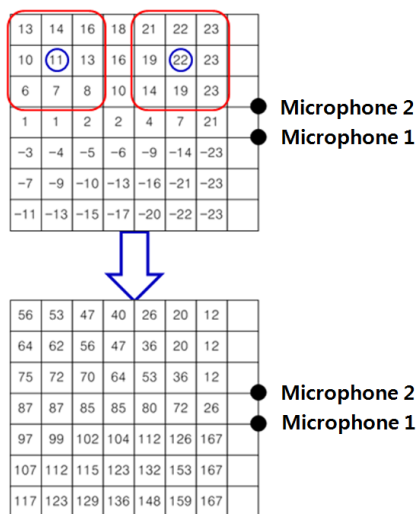 13 14 16 18 21 22 23
10 11 13 16 19 22 23
6 7 8 10 14 19 23
Microphone 2
1 1 2 2 4 7 21
Microphone 1
-3 -4 -5 -6 -9 -14 -23
-7 -9 -10 -13 -16 -21 -23
-11 -13 -15 -17 -20 -22 -23
56 53 47 40 26 20 12
64 62 56 47 36 20 12
75 72 70 64 53 36 12
Microphone 2
87 87 85 85 80 72 26
Microphone 1
97 99 102 104 112 126 167
107 112 115 123 132 153 167
117 123 129 136 148 159 167